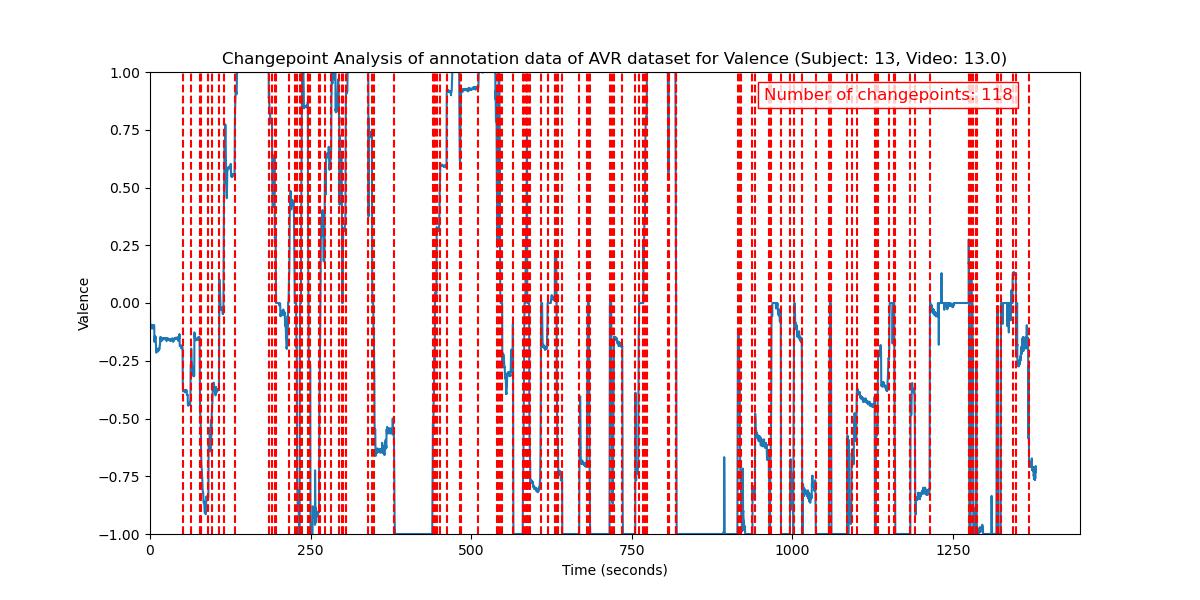 Changepoint Analysis of annotation data of AVR dataset for Valence (Subject: 13, Video: 13.0)
Number of changepoints: 118
Valence
1.00
0.75
0.50
0.25
0.00
−0.25
−0.50
−0.75
−1.00
0 250 500 750 1000 1250
Time (seconds)